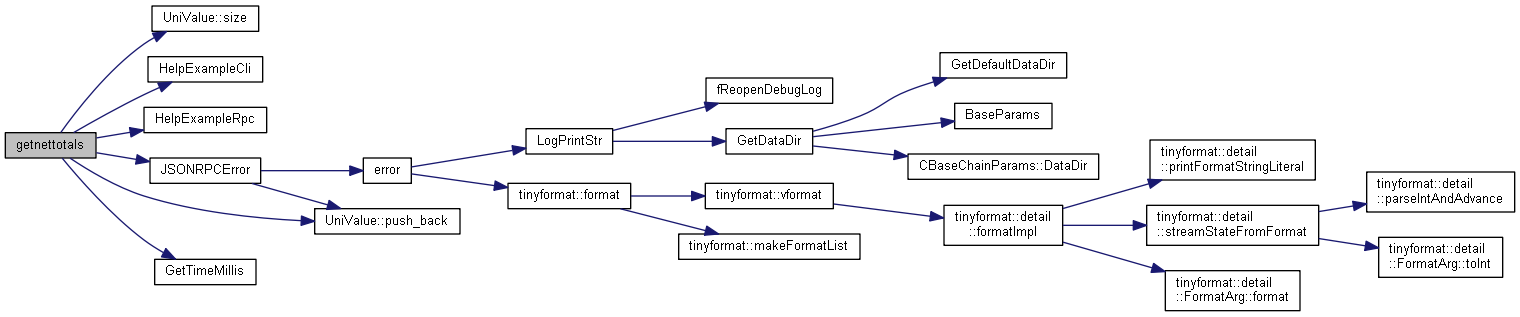 getnettotals
UniValue::size
HelpExampleCli
HelpExampleRpc
JSONRPCError
UniValue::push_back
GetTimeMillis
error
LogPrintStr
tinyformat::format
fReopenDebugLog
GetDataDir
tinyformat::vformat
tinyformat::makeFormatList
GetDefaultDataDir
BaseParams
CBaseChainParams::DataDir
tinyformat::detail
::formatImpl
tinyformat::detail
::printFormatStringLiteral
tinyformat::detail
::streamStateFromFormat
tinyformat::detail
::FormatArg::format
tinyformat::detail
::parseIntAndAdvance
tinyformat::detail
::FormatArg::toInt